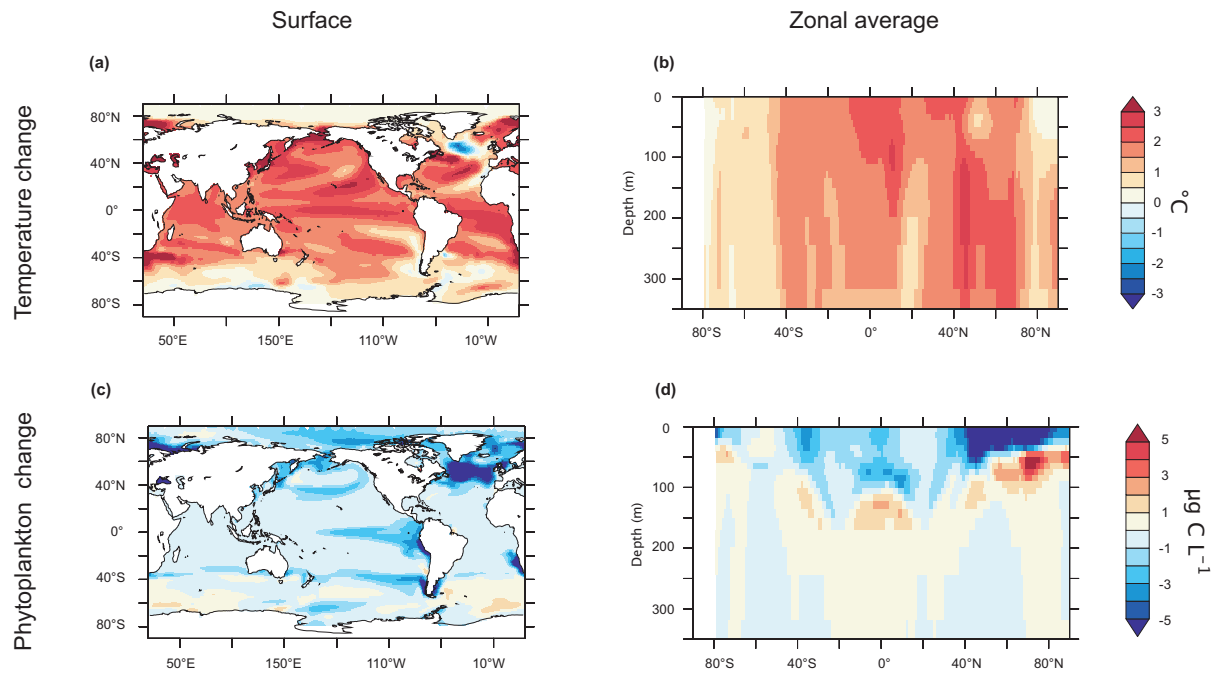 Surface
Zonal average
Temperature change
(a)
80°N
40°N
0°
40°S
80°S
50°E
150°E
110°W
10°W
(b)
Depth (m)
0
100
200
300
80°S
40°S
0°
40°N
80°N
3
2
1
0
-1
-2
-3
°C
Phytoplankton change
(c)
80°N
40°N
0°
40°S
80°S
50°E
150°E
110°W
10°W
(d)
Depth (m)
0
100
200
300
80°S
40°S
0°
40°N
80°N
5
3
1
-1
-3
-5
µg C L⁻¹